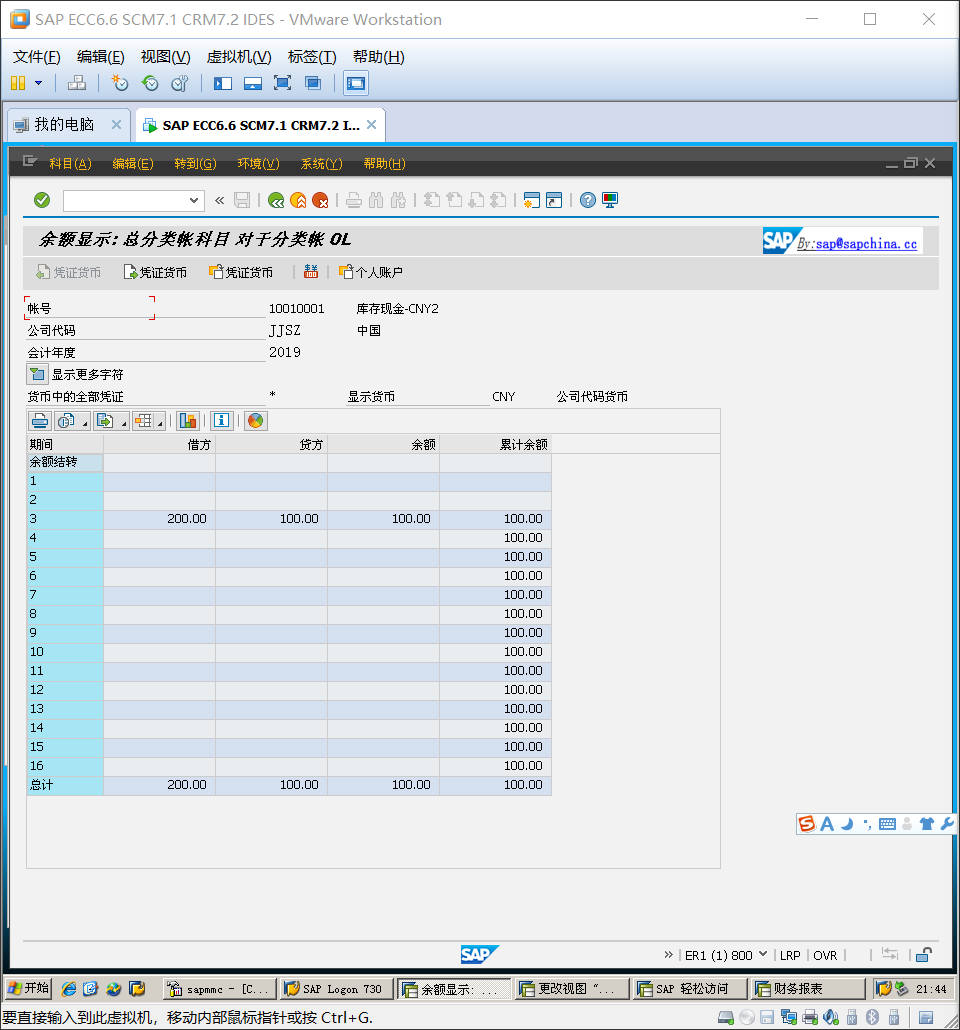 SAP ECC6.6 SCM7.1 CRM7.2 IDES - VMware Workstation
文件(F) 编辑(E) 视图(V) 虚拟机(V) 标签(T) 帮助(H)
我的电脑 SAP ECC6.6 SCM7.1 CRM7.2 I...
科目(A) 编辑(E) 转到(G) 环境(V) 系统(Y) 帮助(H)
余额显示: 总分类帐科目 对于分类帐 0L
SAP By:sap@sapchina.cc
凭证货币 凭证货币 凭证货币 个人账户
帐号 10010001 库存现金-CNY2
公司代码 JJSZ 中国
会计年度 2019
显示更多字符
货币中的全部凭证 * 显示货币 CNY 公司代码货币
期间 借方 贷方 余额 累计余额
余额结转
1
2
3 200.00 100.00 100.00 100.00
4 100.00
5 100.00
6 100.00
7 100.00
8 100.00
9 100.00
10 100.00
11 100.00
12 100.00
13 100.00
14 100.00
15 100.00
16 100.00
总计 200.00 100.00 100.00 100.00
SAP
ER1 (1) 800 LRP OVR
开始 sapmmc - [C... SAP Logon 730 余额显示: ... 更改视图 “... SAP 轻松访问 财务报表 21:44
要直接输入到此虚拟机，移动内部鼠标指针或按 Ctrl+G.